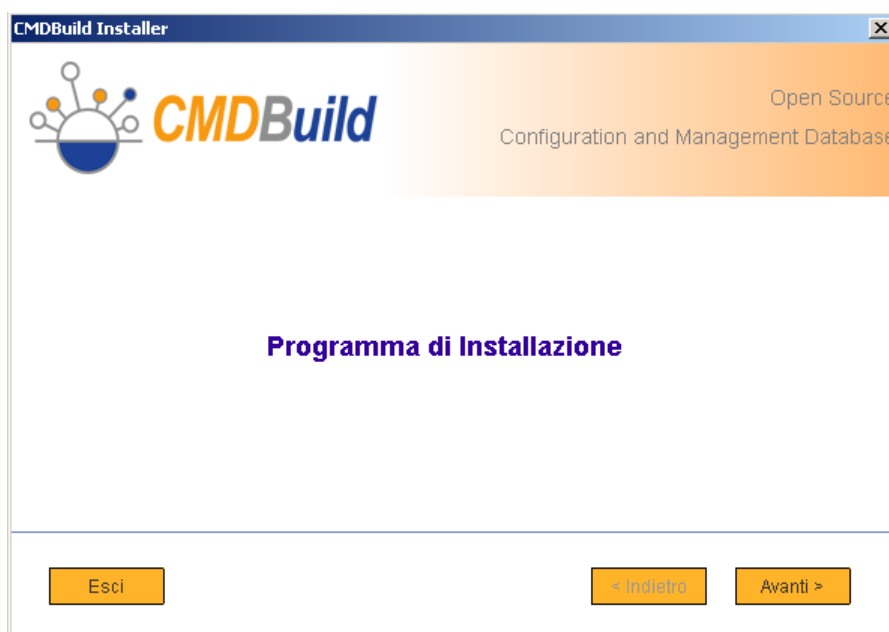 CMDBuild Installer
CMDBuild
Open Source
Configuration and Management Database
Programma di Installazione
Esci
< Indietro
Avanti >